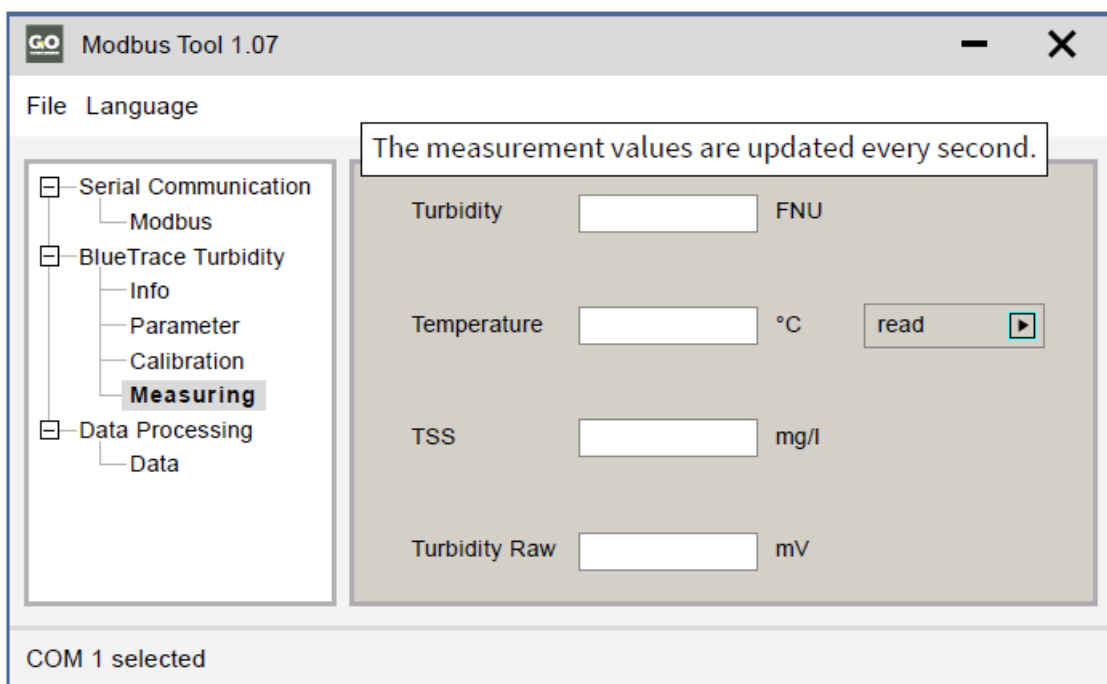 GO
Modbus Tool 1.07
File Language
The measurement values are updated every second.
Serial Communication
Modbus
BlueTrace Turbidity
Info
Parameter
Calibration
Measuring
Data Processing
Data
Turbidity FNU
Temperature °C read
TSS mg/l
Turbidity Raw mV
COM 1 selected